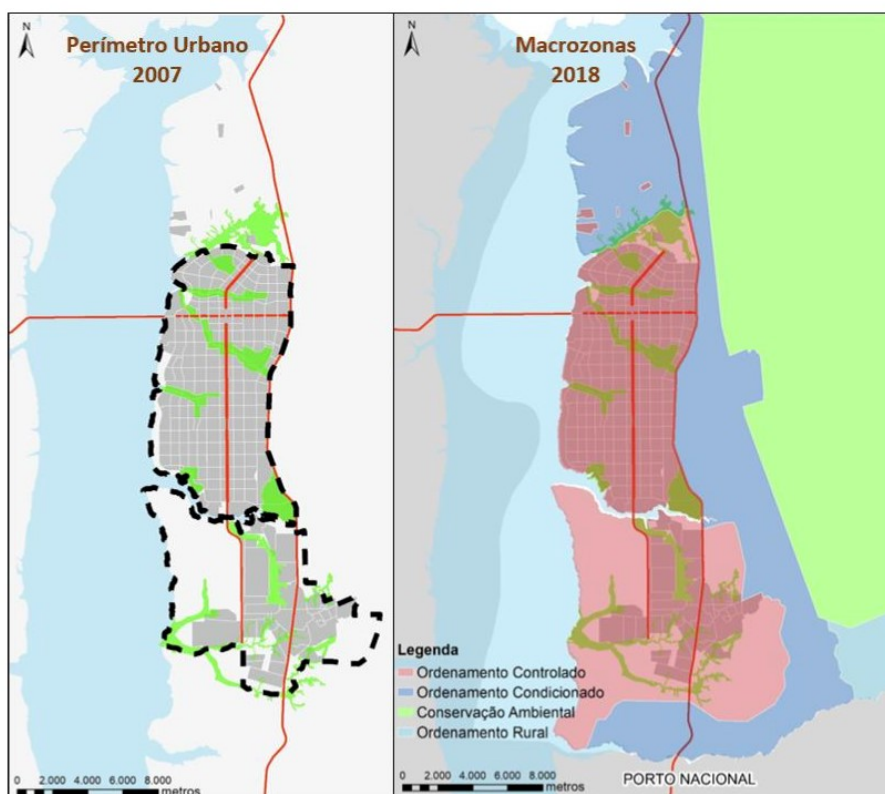 N
Perímetro Urbano
2007
0 2.000 4.000 6.000 8.000
metros
N
Macrozonas
2018
Legenda
Ordenamento Controlado
Ordenamento Condicionado
Conservação Ambiental
Ordenamento Rural
0 2.000 4.000 6.000 8.000
metros
PORTO NACIONAL